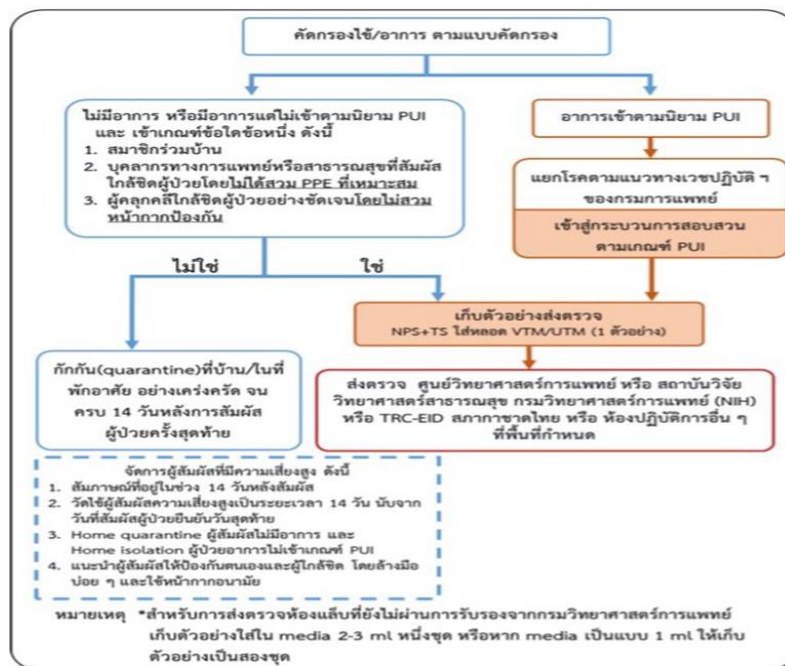 คัดกรองไข้/อาการ ตามแบบคัดกรอง
ไม่มีอาการ หรือมีอาการแต่ไม่เข้าตามนิยาม PUI
และ เข้าเกณฑ์ข้อใดข้อหนึ่ง ดังนี้
1. สมาชิกร่วมบ้าน
2. บุคลากรทางการแพทย์หรือสาธารณสุขที่สัมผัส
ใกล้ชิดผู้ป่วยโดยไม่ได้สวม PPE ที่เหมาะสม
3. ผู้คลุกคลีใกล้ชิดผู้ป่วยอย่างชัดเจนโดยไม่สวม
หน้ากากป้องกัน
อาการเข้าตามนิยาม PUI
แยกโรคตามแนวทางเวชปฏิบัติ ฯ
ของกรมการแพทย์
เข้าสู่กระบวนการสอบสวน
ตามเกณฑ์ PUI
ไม่ใช่
ใช่
เก็บตัวอย่างส่งตรวจ
NPS+TS ใส่หลอด VTM/UTM (1 ตัวอย่าง)
กักกัน(quarantine)ที่บ้าน/ในที่
พักอาศัย อย่างเคร่งครัด จน
ครบ 14 วันหลังการสัมผัส
ผู้ป่วยครั้งสุดท้าย
ส่งตรวจ ศูนย์วิทยาศาสตร์การแพทย์ หรือ สถาบันวิจัย
วิทยาศาสตร์สาธารณสุข กรมวิทยาศาสตร์การแพทย์ (NIH)
หรือ TRC-EID สภากาชาดไทย หรือ ห้องปฏิบัติการอื่น ๆ
ที่พื้นที่กำหนด
จัดการผู้สัมผัสที่มีความเสี่ยงสูง ดังนี้
1. สัมภาษณ์ที่อยู่ในช่วง 14 วันหลังสัมผัส
2. วัดไข้ผู้สัมผัสความเสี่ยงสูงเป็นระยะเวลา 14 วัน นับจาก
วันที่สัมผัสผู้ป่วยยืนยันวันสุดท้าย
3. Home quarantine ผู้สัมผัสไม่มีอาการ และ
Home isolation ผู้ป่วยอาการไม่เข้าเกณฑ์ PUI
4. แนะนำผู้สัมผัสให้ป้องกันตนเองและผู้ใกล้ชิด โดยล้างมือ
บ่อย ๆ และใช้หน้ากากอนามัย
หมายเหตุ *สำหรับการส่งตรวจห้องแล็บที่ยังไม่ผ่านการรับรองจากกรมวิทยาศาสตร์การแพทย์
เก็บตัวอย่างใส่ใน media 2-3 ml หนึ่งชุด หรือหาก media เป็นแบบ 1 ml ให้เก็บ
ตัวอย่างเป็นสองชุด